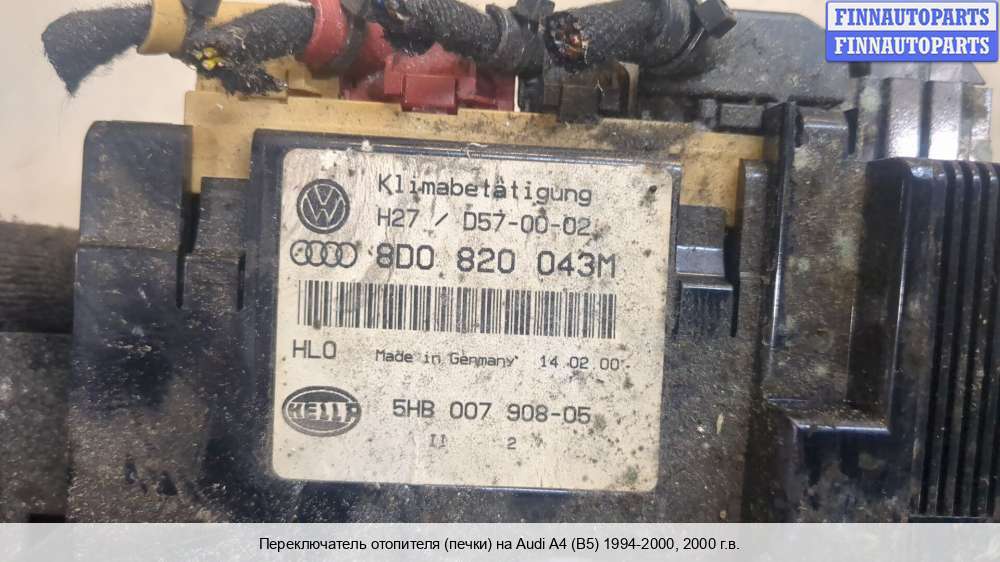 FINNAUTOPARTS
FINNAUTOPARTS
Klimabetätigung
H27 / D57-00-02
8D0 820 043M
HLO Made in Germany 14.02.00
HELLA 5HB 007 908-05
II 2
Переключатель отопителя (печки) на Audi A4 (B5) 1994-2000, 2000 г.в.